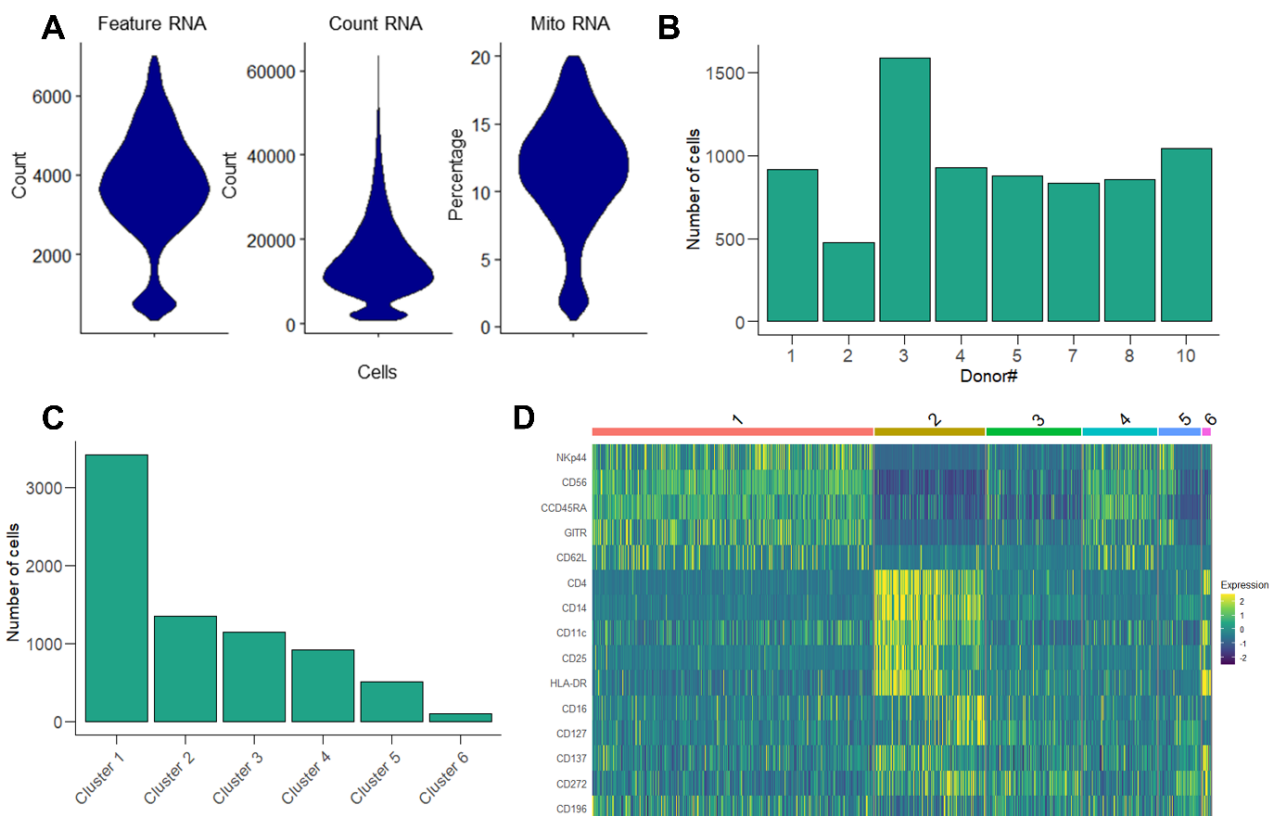 A
Feature RNA
Count
6000
4000
2000
Count RNA
Count
60000
40000
20000
0
Mito RNA
Percentage
20
15
10
5
0
Cells
B
Number of cells
1500
1000
500
0
1 2 3 4 5 7 8 10
Donor#
C
Number of cells
3000
2000
1000
0
Cluster 1
Cluster 2
Cluster 3
Cluster 4
Cluster 5
Cluster 6
D
1 2 3 4 5 6
NKp44
CD56
CCD45RA
GITR
CD62L
CD4
CD14
CD11c
CD25
HLA-DR
CD16
CD127
CD137
CD272
CD196
Expression
2
1
0
-1
-2